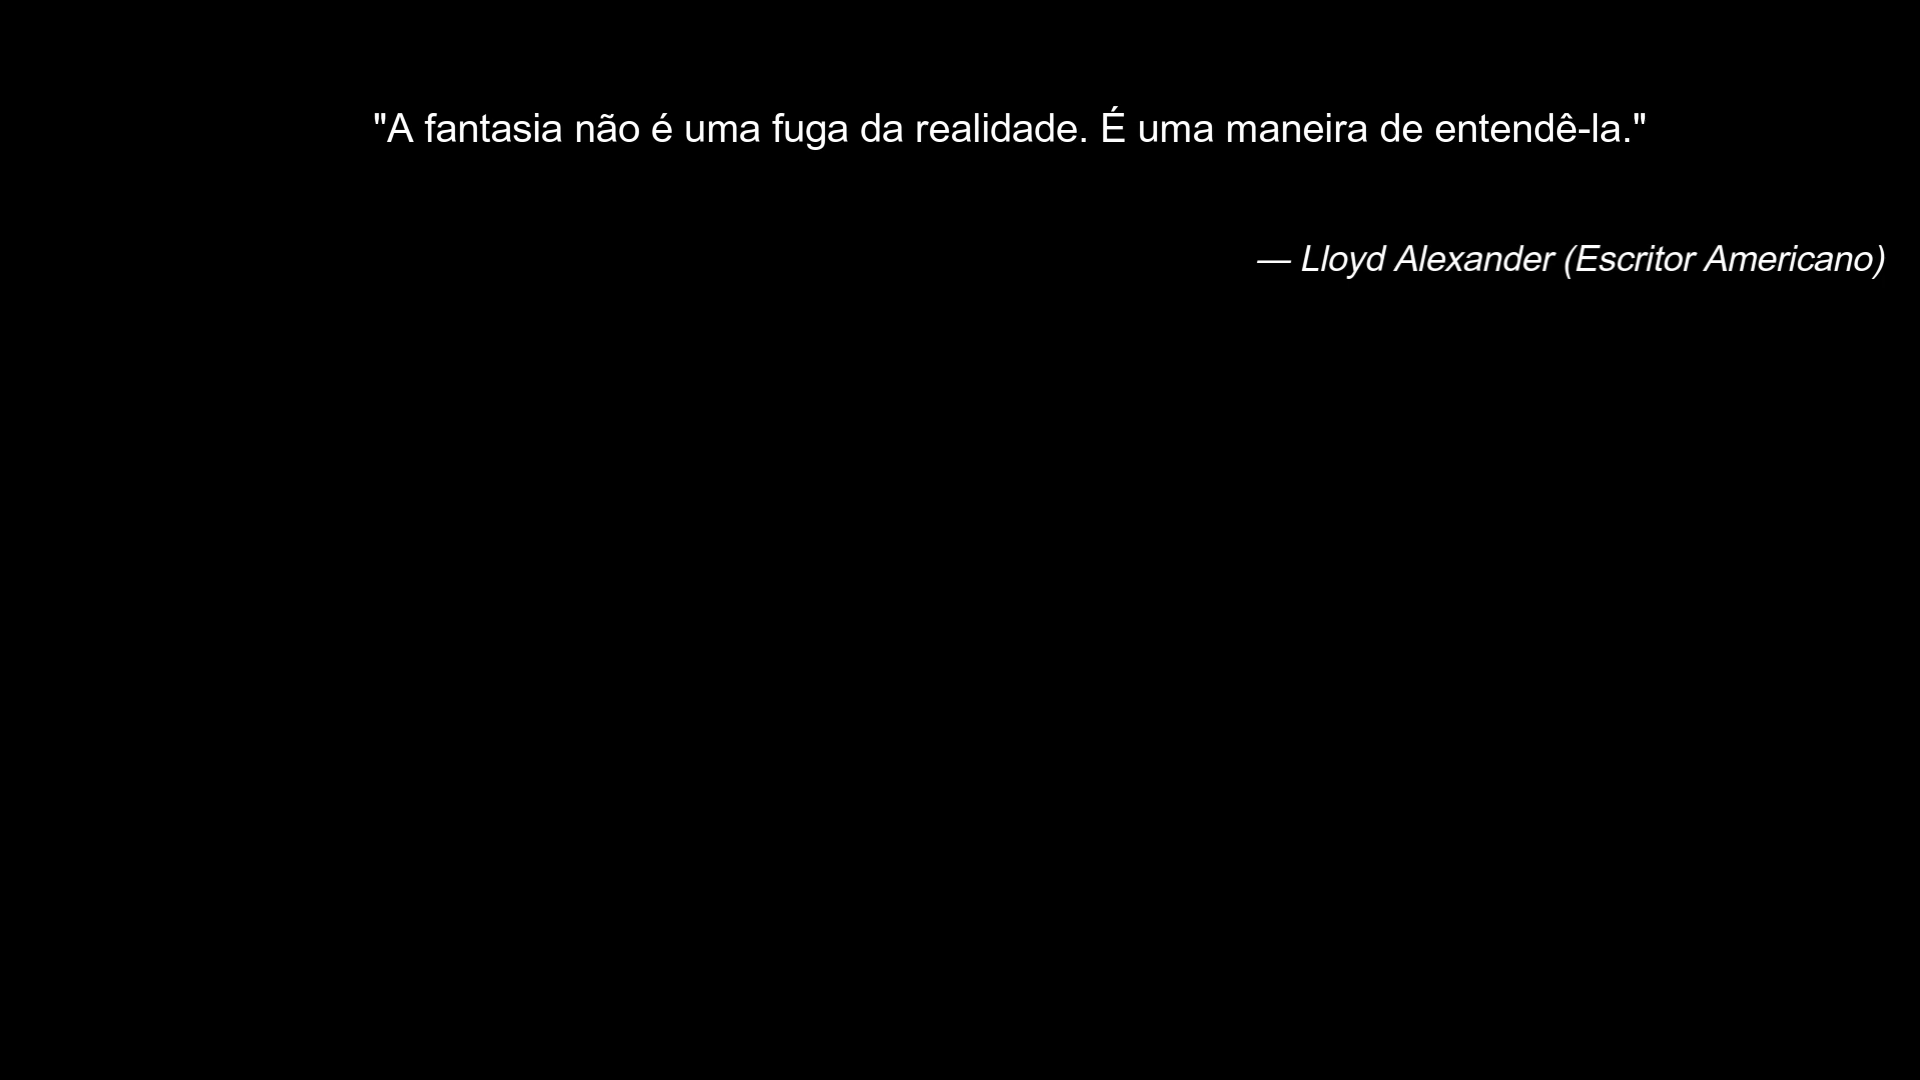 "A fantasia não é uma fuga da realidade. É uma maneira de entendê-la."
— Lloyd Alexander (Escritor Americano)